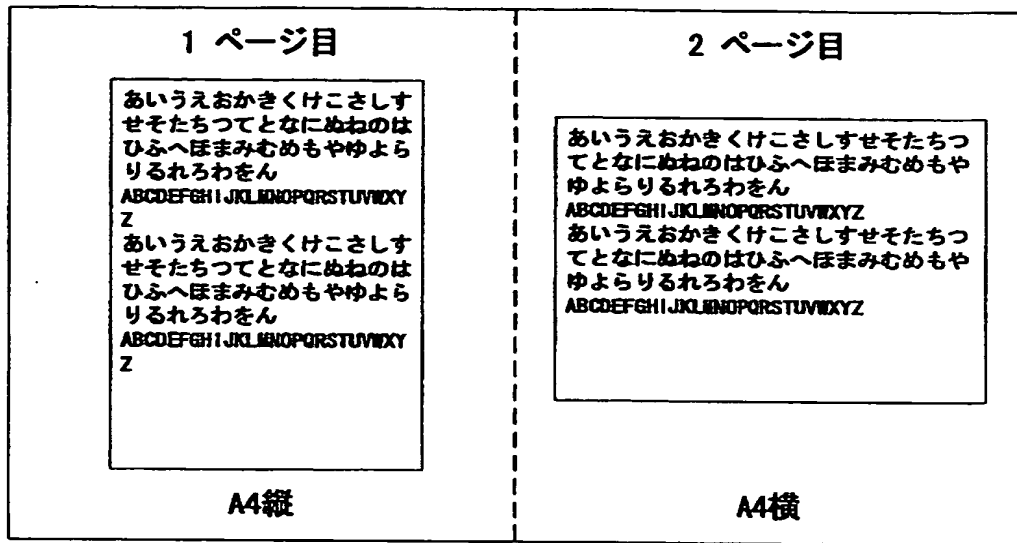 1 ページ目
あいうえおかきくけこさしす
せそたちつてとなにぬねのは
ひふへほまみむめもやゆよら
りるれろわをん
ABCDEFGHIJKLMNOPQRSTUVWXY
Z
あいうえおかきくけこさしす
せそたちつてとなにぬねのは
ひふへほまみむめもやゆよら
りるれろわをん
ABCDEFGHIJKLMNOPQRSTUVWXY
Z
A4縦
2 ページ目
あいうえおかきくけこさしすせそたちつ
てとなにぬねのはひふへほまみむめもや
ゆよらりるれろわをん
ABCDEFGHIJKLMNOPQRSTUVWXYZ
あいうえおかきくけこさしすせそたちつ
てとなにぬねのはひふへほまみむめもや
ゆよらりるれろわをん
ABCDEFGHIJKLMNOPQRSTUVWXYZ
A4横